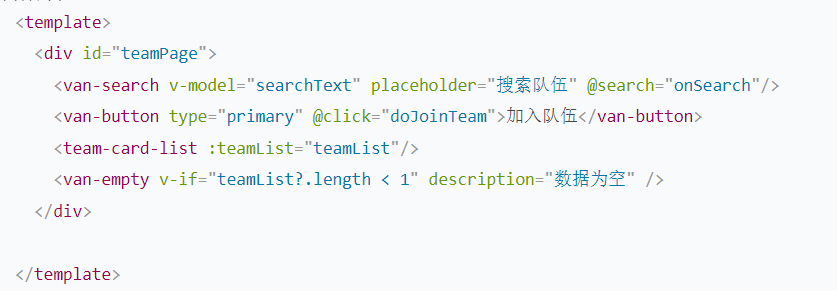 <template>
<div id="teamPage">
<van-search v-model="searchText" placeholder="搜索队伍" @search="onSearch"/>
<van-button type="primary" @click="doJoinTeam">加入队伍</van-button>
<team-card-list :teamList="teamList"/>
<van-empty v-if="teamList?.length < 1" description="数据为空" />
</div>
</template>